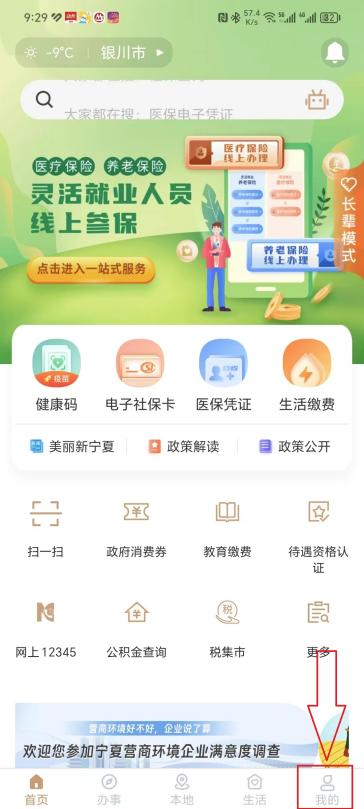 9:29
57.4
K/s
5G
4G
82
-9℃ | 银川市
大家都在搜：医保电子凭证
医疗保险 养老保险
灵活就业人员
线上参保
点击进入一站式服务
医疗保险
线上办理
养老保险
线上办理
长辈模式
疫苗
健康码
电子社保卡
医保凭证
生活缴费
美丽新宁夏
政策解读
政策公开
扫一扫
政府消费券
教育缴费
待遇资格认
证
税
网上12345
公积金查询
税集市
更多
营商环境好不好，企业说了算
欢迎您参加宁夏营商环境企业满意度调查
首页
办事
本地
生活
我的